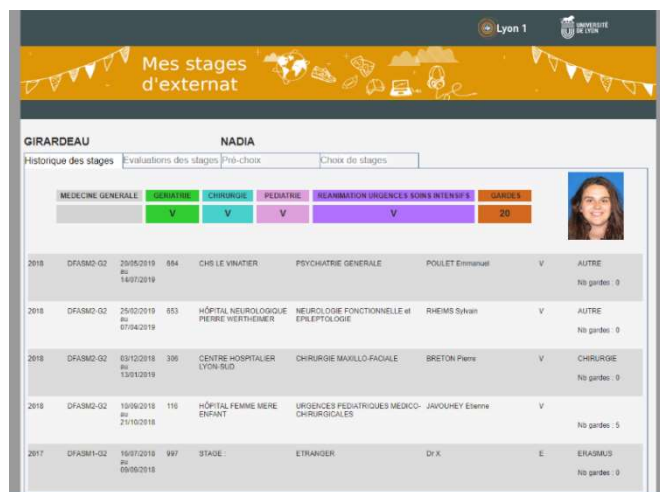 Lyon 1
UNIVERSITÉ
DE LYON
Mes stages
d'externat
GIRARDEAU NADIA
Historique des stages Evaluations des stages Pré-choix Choix de stages
MEDECINE GENERALE GERIATRIE CHIRURGIE PEDIATRIE REANIMATION URGENCES SOINS INTENSIFS GARDES
V V V V 20
2018 DFASM2-G2 20/05/2019 664 CHS LE VINATIER PSYCHIATRIE GENERALE POULET Emmanuel V AUTRE
au
14/07/2019 Nb gardes : 0
2018 DFASM2-G2 25/02/2019 653 HÔPITAL NEUROLOGIQUE NEUROLOGIE FONCTIONNELLE et RHEIMS Sylvain V AUTRE
au PIERRE WERTHEIMER EPILEPTOLOGIE
07/04/2019 Nb gardes : 0
2018 DFASM2-G2 03/12/2018 306 CENTRE HOSPITALIER CHIRURGIE MAXILLO-FACIALE BRETON Pierre V CHIRURGIE
au LYON-SUD
13/01/2019 Nb gardes : 0
2018 DFASM2-G2 10/09/2018 116 HÔPITAL FEMME MERE URGENCES PEDIATRIQUES MEDICO- JAVOUHEY Etienne V
au ENFANT CHIRURGICALES
21/10/2018 Nb gardes : 5
2017 DFASM1-G2 16/07/2018 997 STAGE : ETRANGER Dr X E ERASMUS
au
09/09/2018 Nb gardes : 0